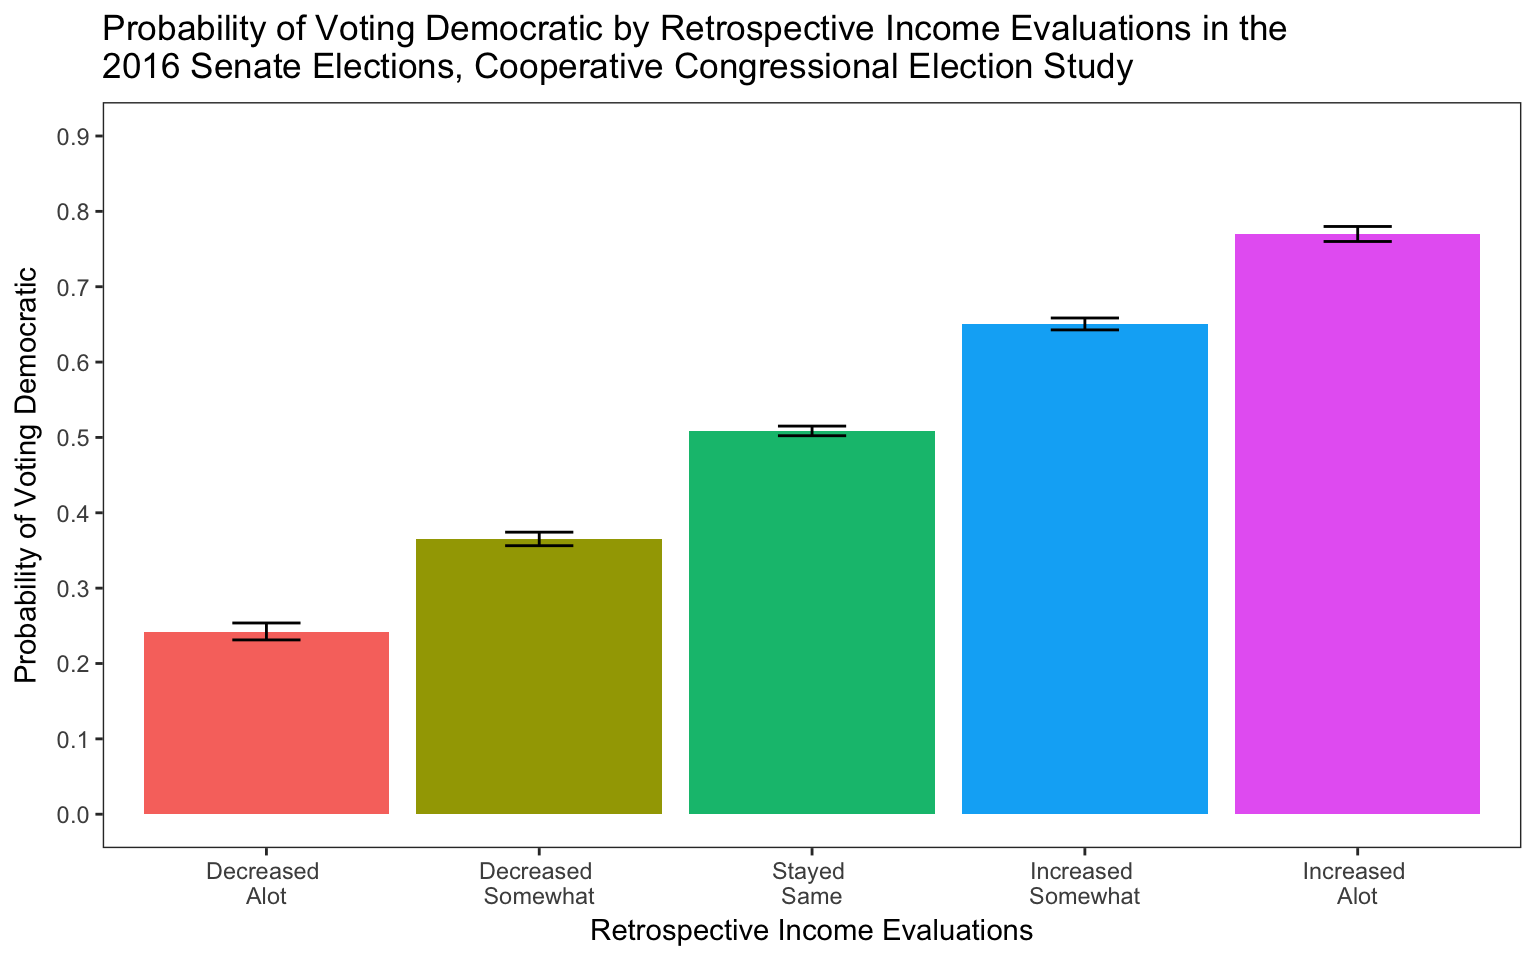 Probability of Voting Democratic by Retrospective Income Evaluations in the
2016 Senate Elections, Cooperative Congressional Election Study
Probability of Voting Democratic
0.9
0.8
0.7
0.6
0.5
0.4
0.3
0.2
0.1
0.0
Decreased
Alot
Decreased
Somewhat
Stayed
Same
Increased
Somewhat
Increased
Alot
Retrospective Income Evaluations